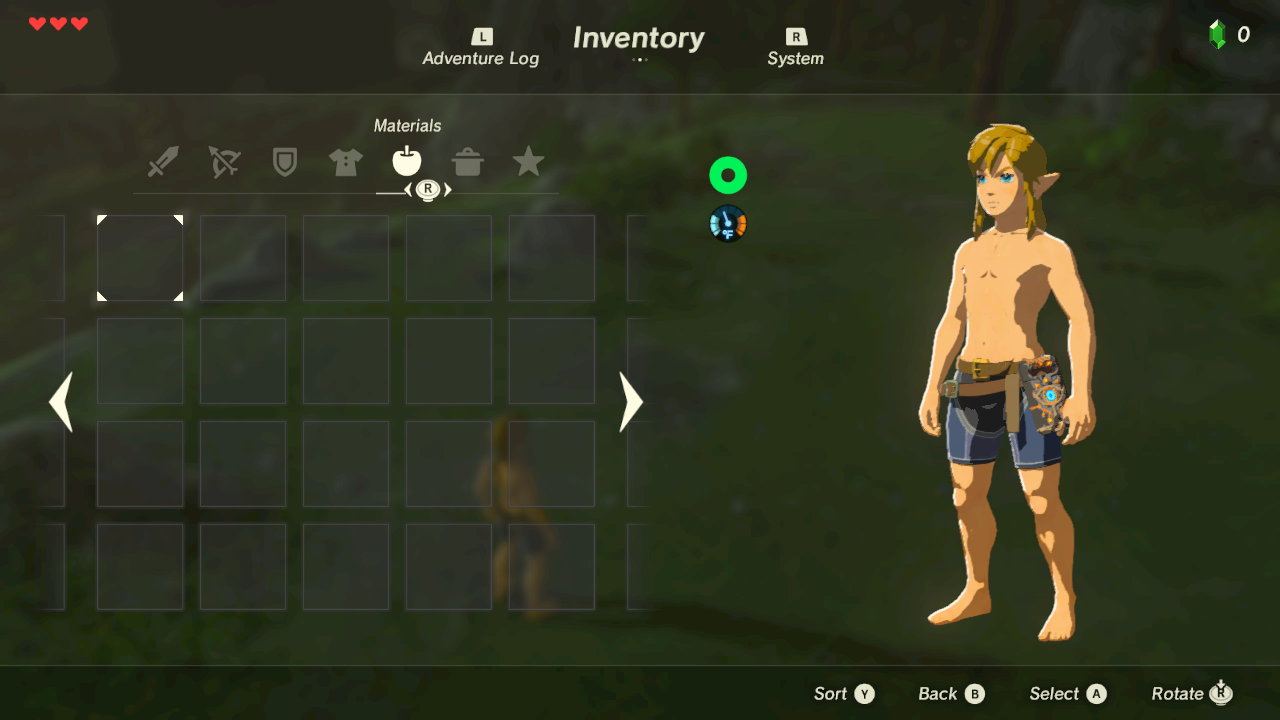 L
Inventory
R
0
Adventure Log
System
Materials
R
°F
Sort Y
Back B
Select A
Rotate R